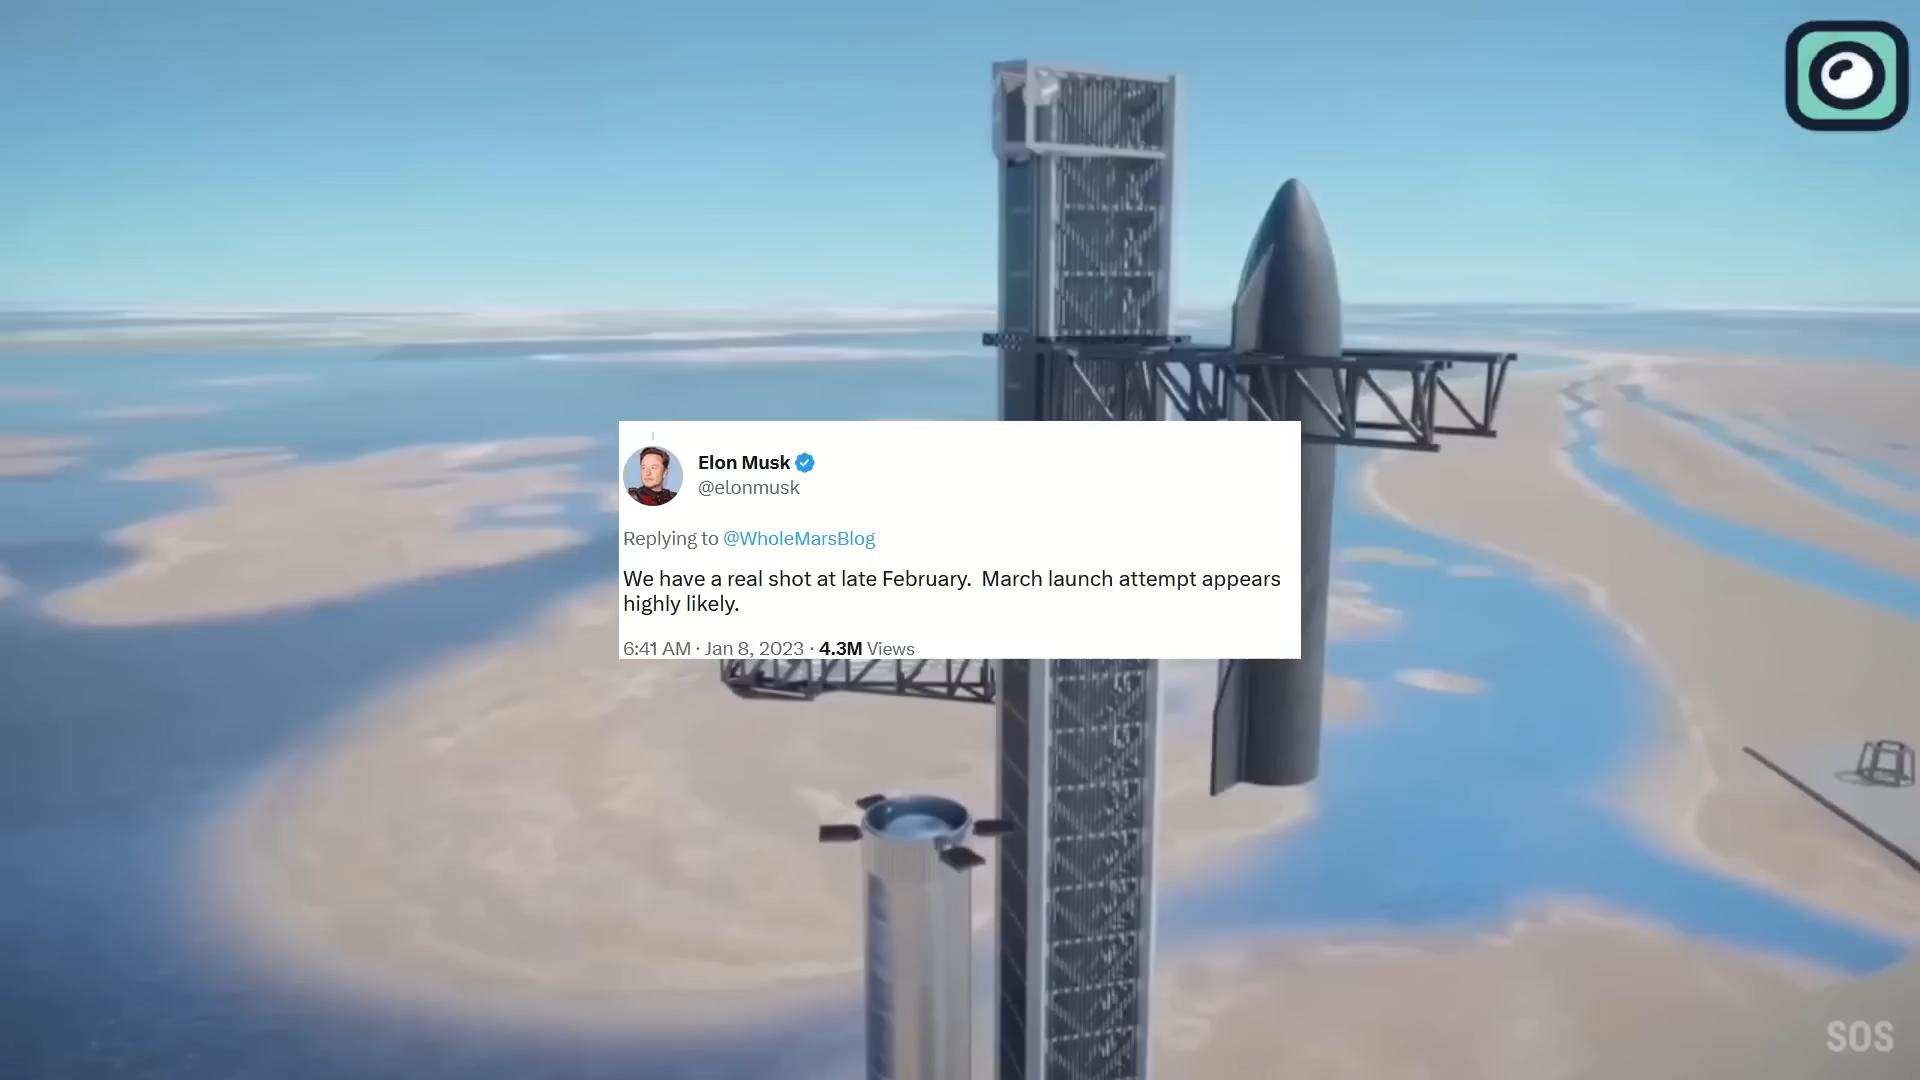 Elon Musk
@elonmusk
Replying to @WholeMarsBlog
We have a real shot at late February.  March launch attempt appears
highly likely.
6:41 AM · Jan 8, 2023 · 4.3M Views
SOS